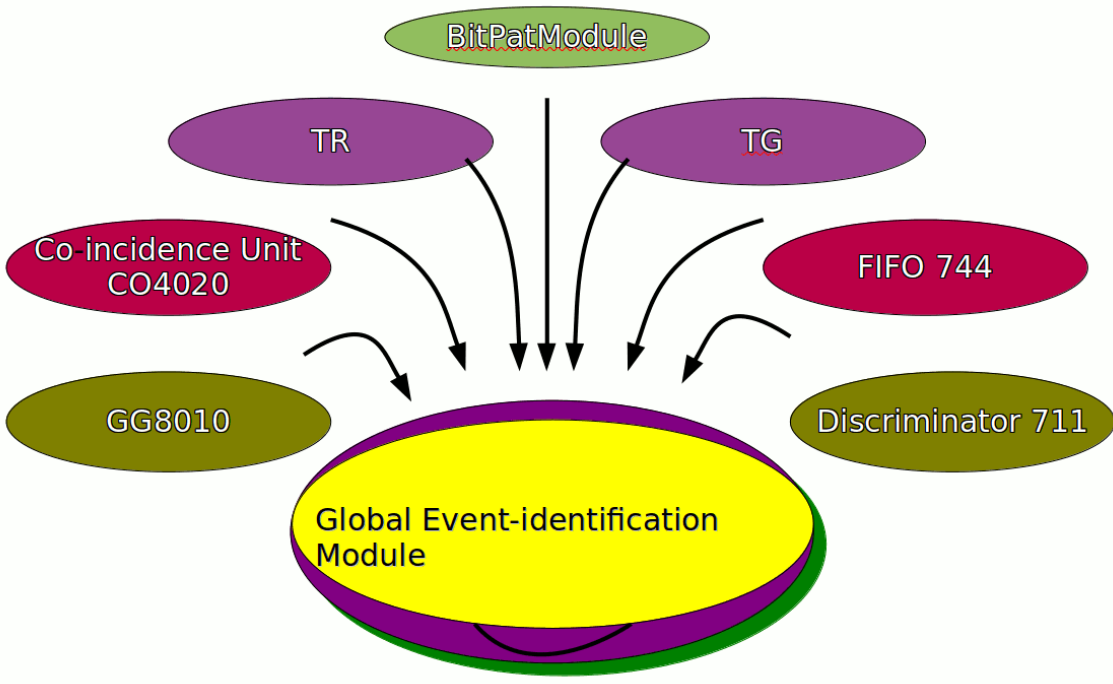 BitPatModule
TR
TG
Co-incidence Unit
CO4020
FIFO 744
GG8010
Discriminator 711
Global Event-identification
Module